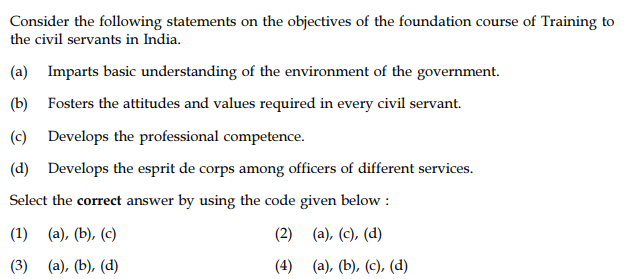 Consider the following statements on the objectives of the foundation course of Training to
the civil servants in India.
(a) Imparts basic understanding of the environment of the government.
(b) Fosters the attitudes and values required in every civil servant.
(c) Develops the professional competence.
(d) Develops the esprit de corps among officers of different services.
Select the correct answer by using the code given below :
(1) (a), (b), (c) (2) (a), (c), (d)
(3) (a), (b), (d) (4) (a), (b), (c), (d)